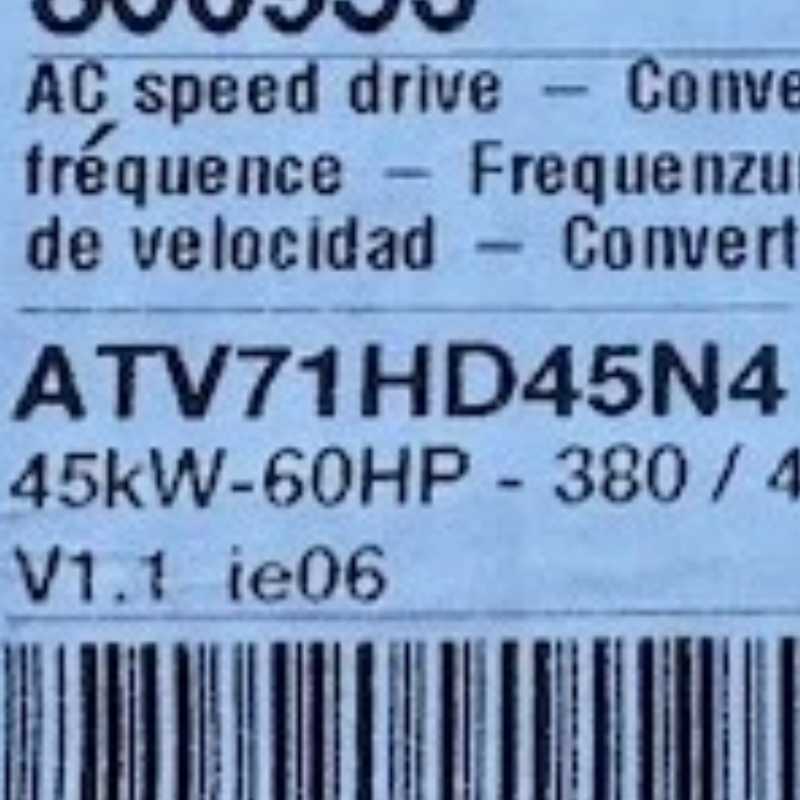 AC speed drive – Conve
fréquence – Frequenzu
de velocidad – Convert
ATV71HD45N4
45kW-60HP - 380 / 4
V1.1 ie06